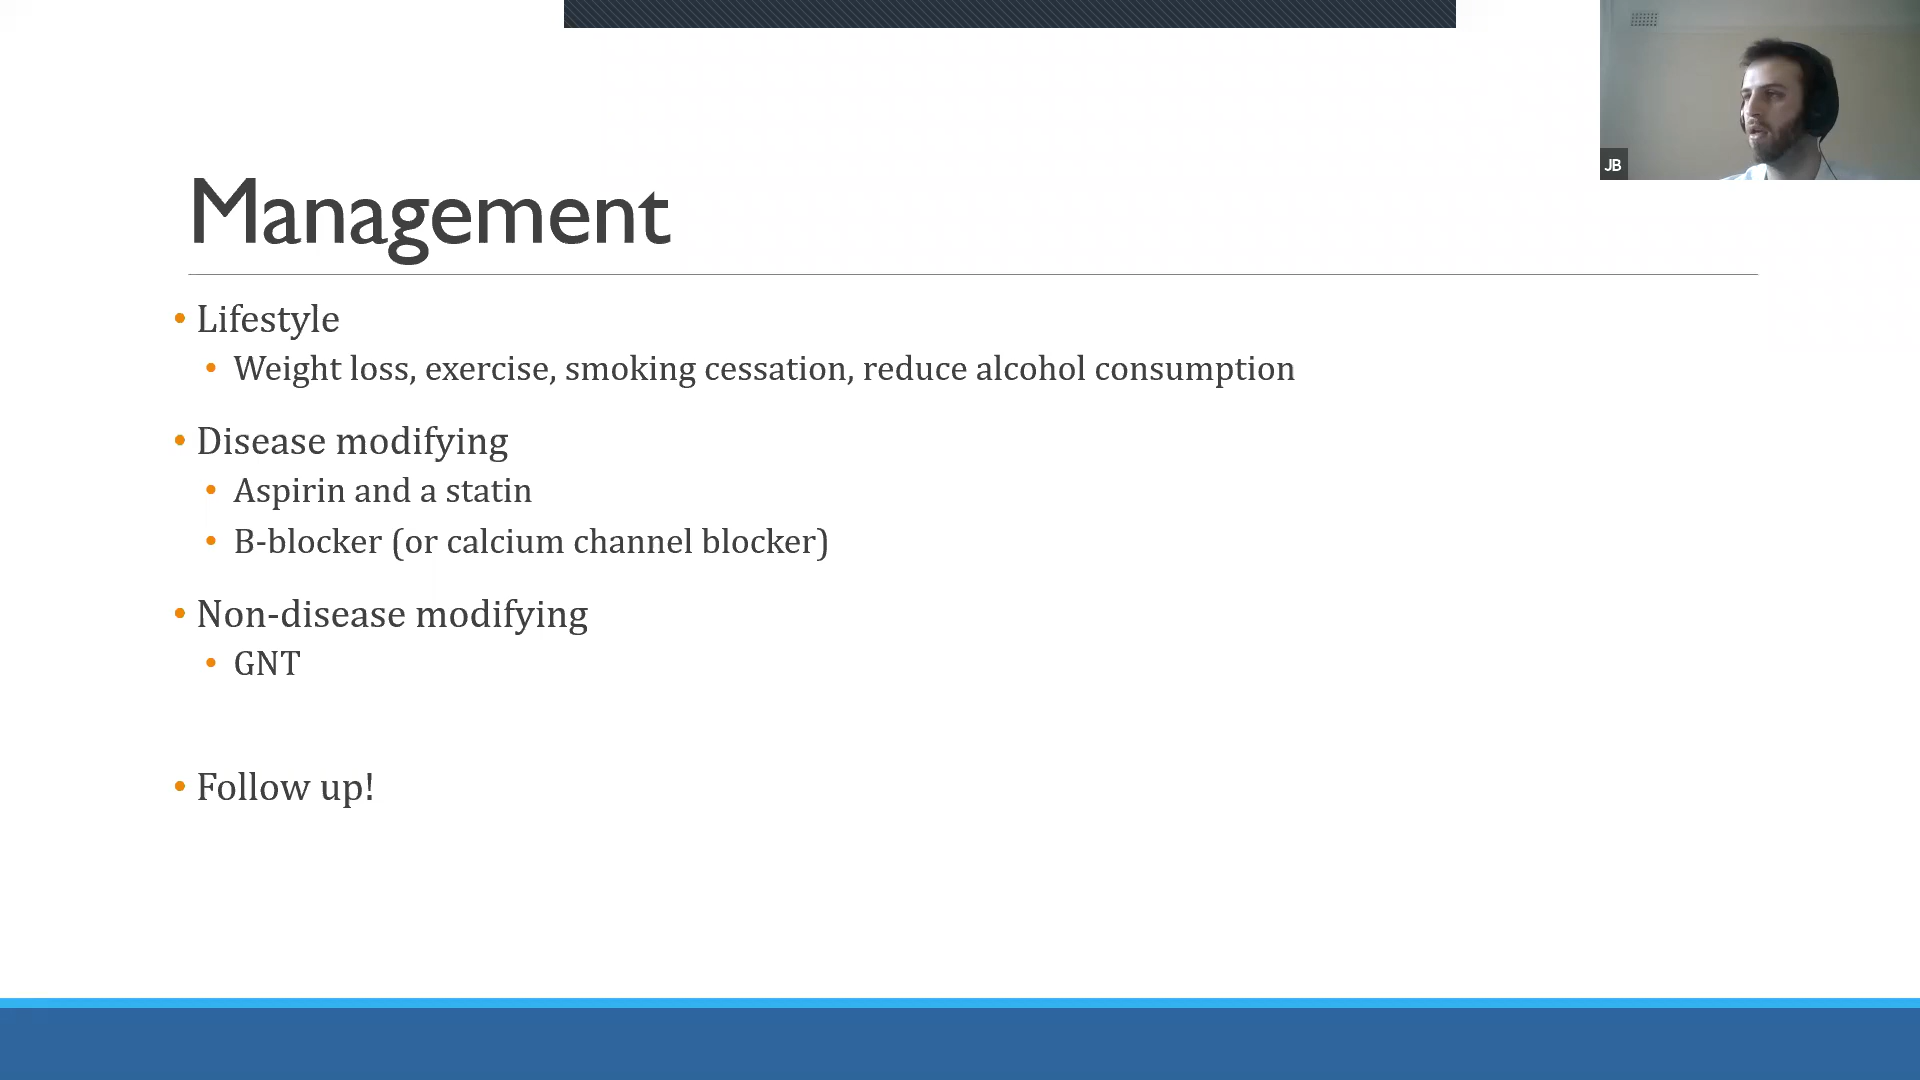 JB
Management
• Lifestyle
• Weight loss, exercise, smoking cessation, reduce alcohol consumption
• Disease modifying
• Aspirin and a statin
• B-blocker (or calcium channel blocker)
• Non-disease modifying
• GNT
• Follow up!